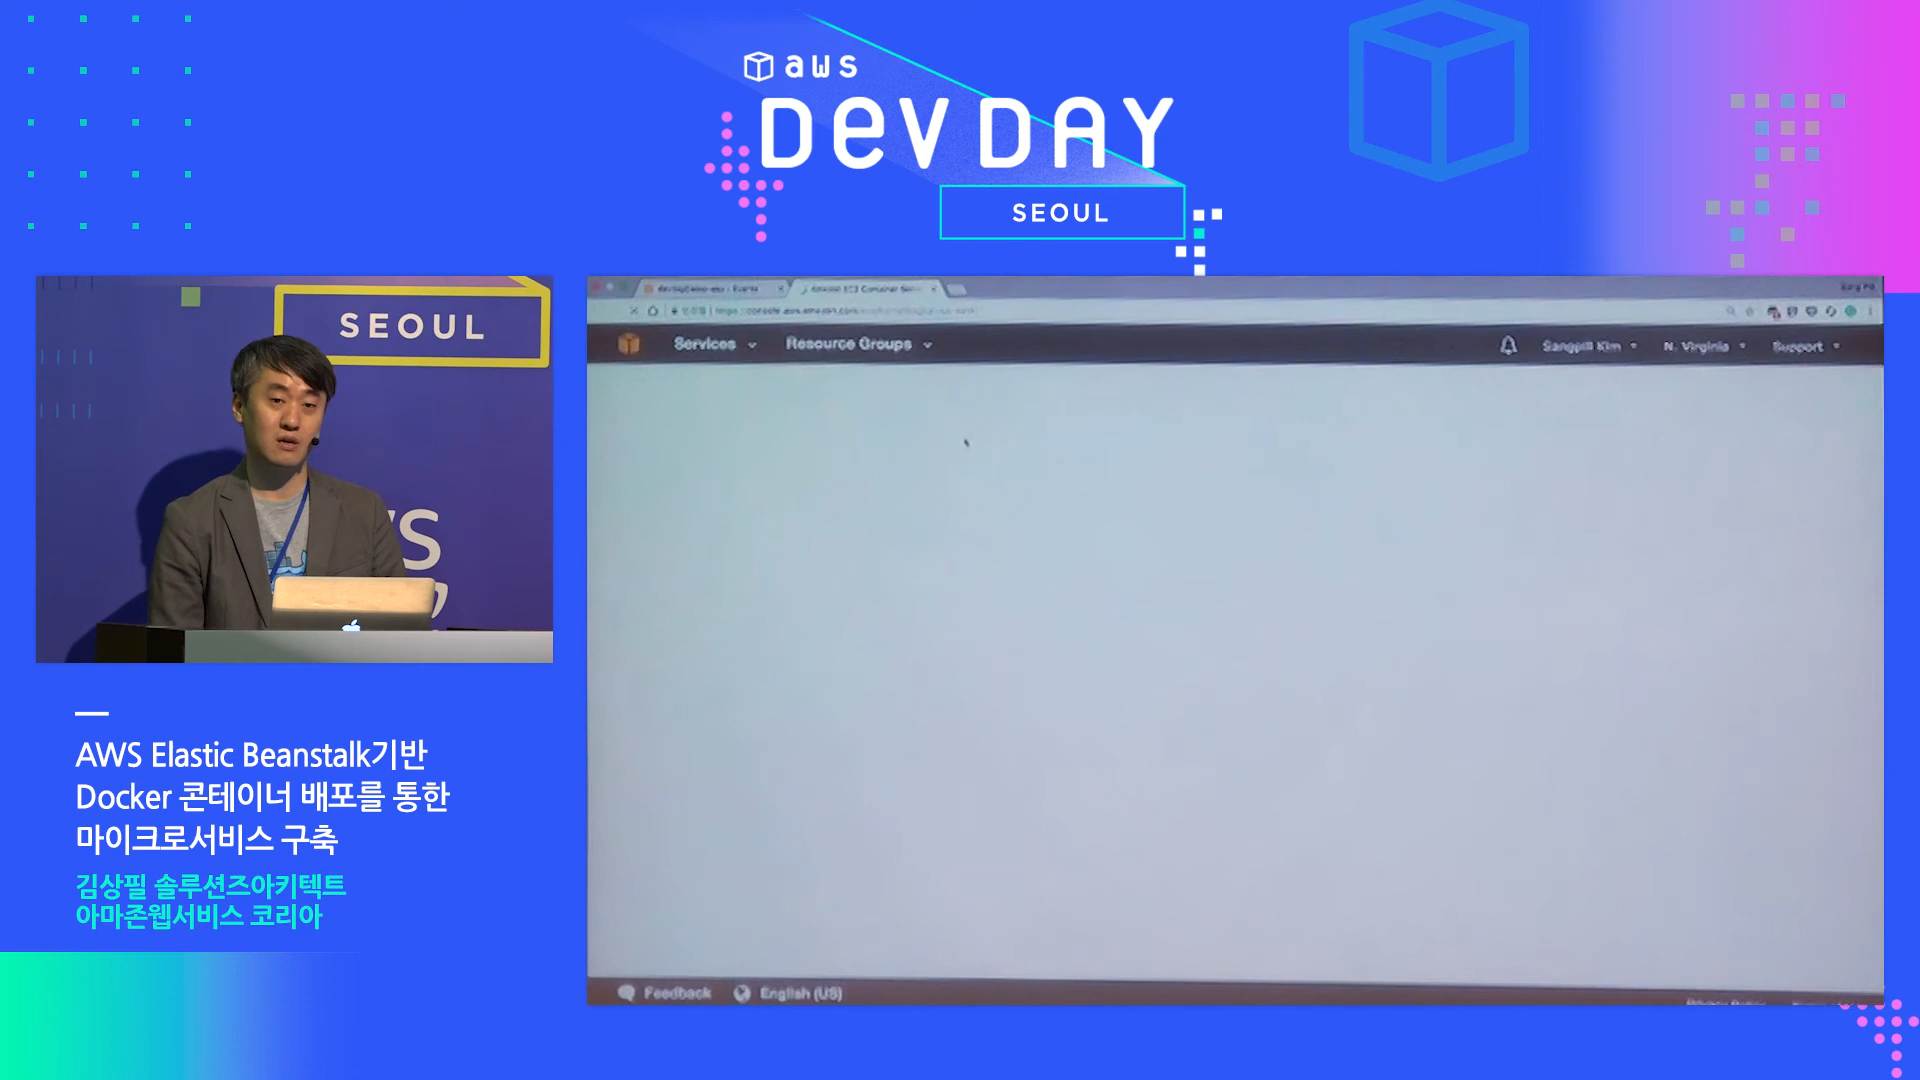 aws
DEV DAY
SEOUL
SEOUL
WS
Services
Resource Groups
Sangpill Kim
N. Virginia
Support
AWS Elastic Beanstalk기반
Docker 콘테이너 배포를 통한
마이크로서비스 구축
김상필 솔루션즈아키텍트
아마존웹서비스 코리아
Feedback
English (US)